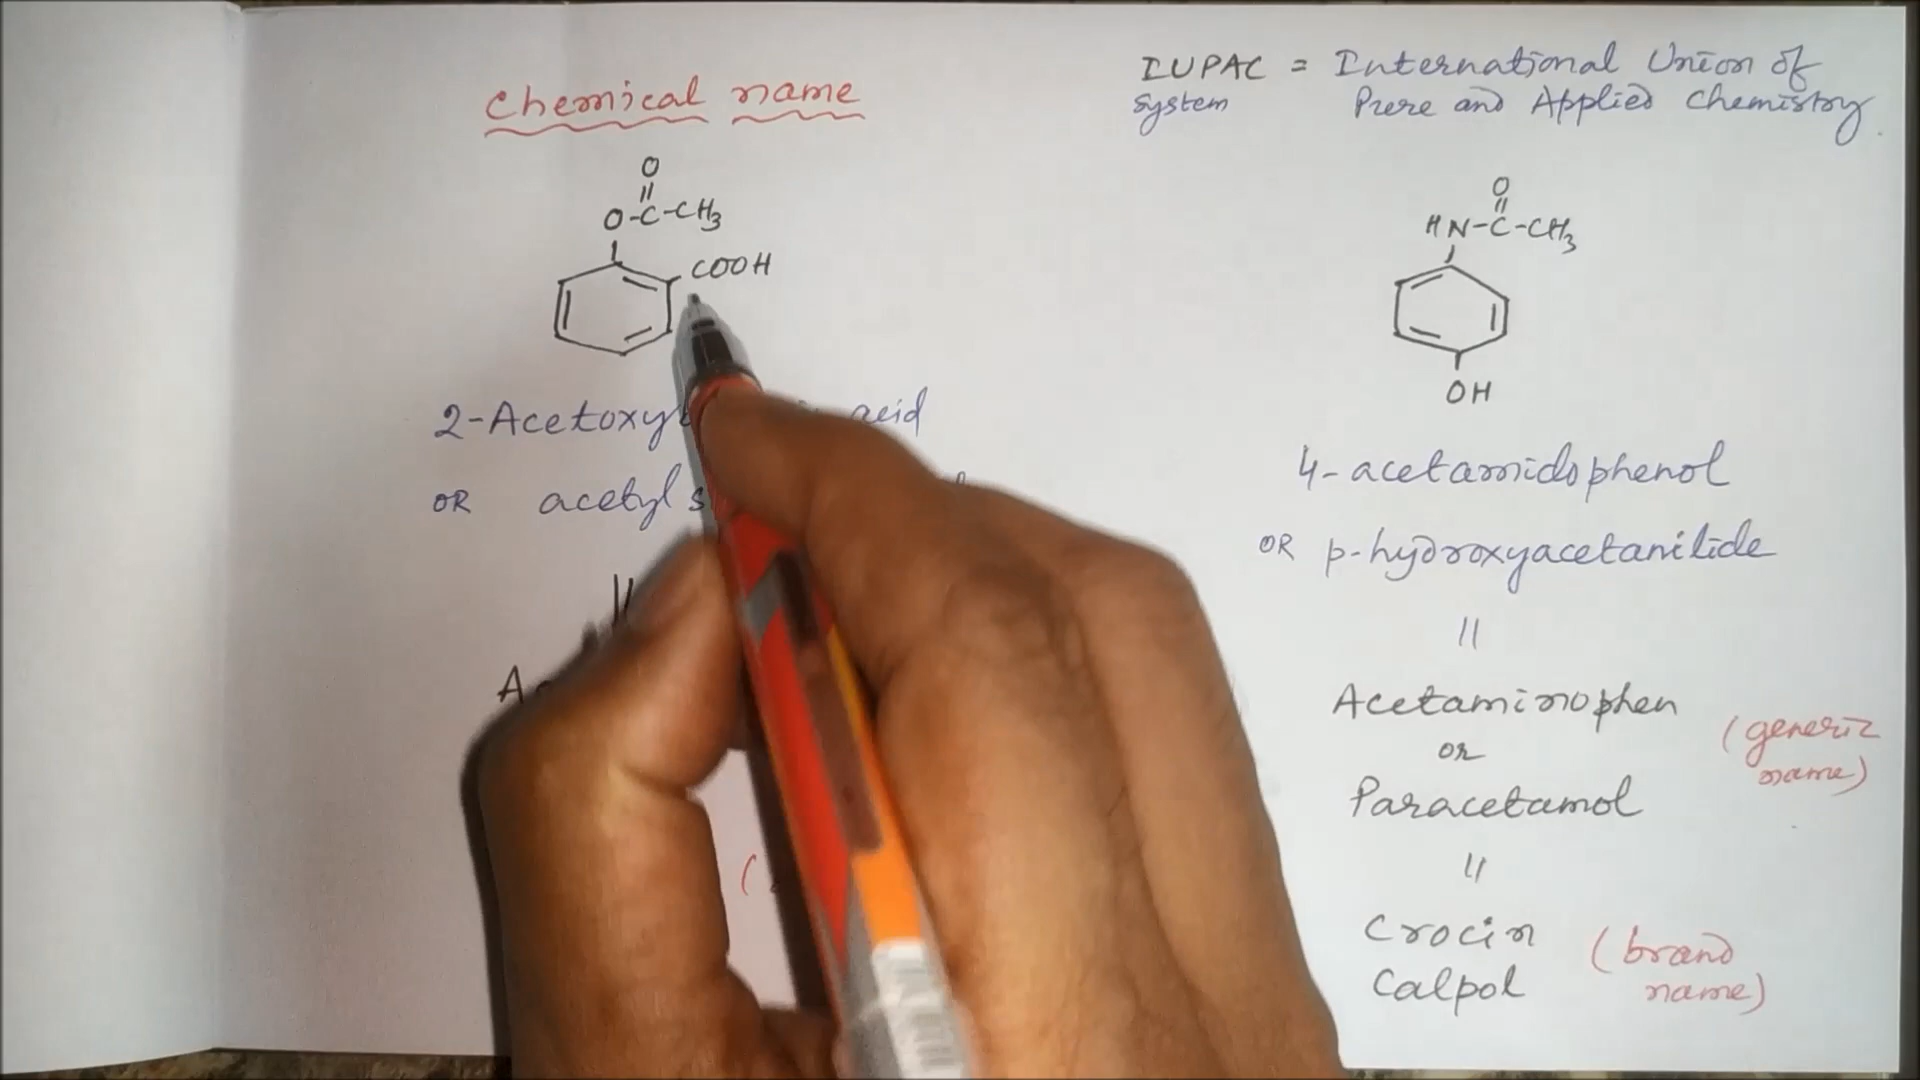 Chemical name
IUPAC = International Union of
system Pure and Applied Chemistry.
O
||
O-C-CH3
COOH
2-Acetoxy acid
OR acetyl
||
O
||
HN-C-CH3
OH
4-acetamidophenol
OR p-hydroxyacetanilide
||
Acetaminophen
or
(generic
name)
Paracetamol
||
Crocin
Calpol
(brand
name)